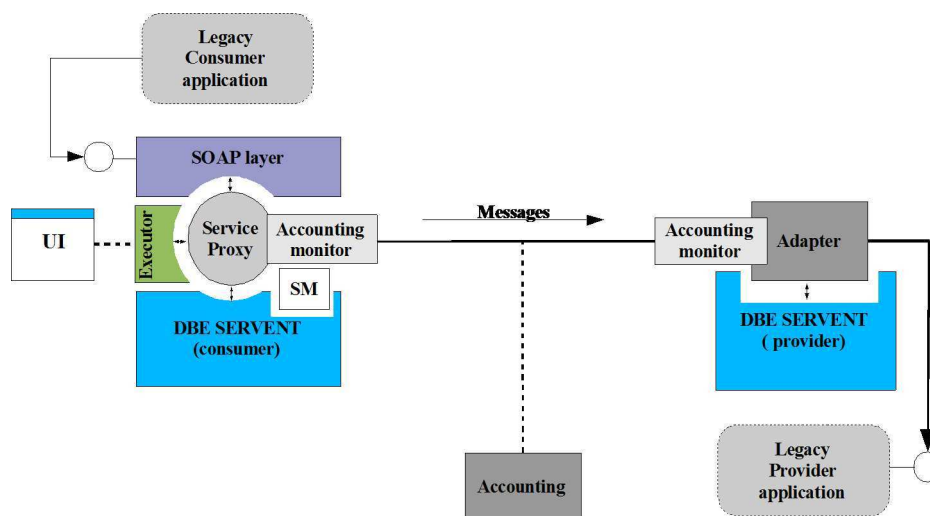 Legacy
Consumer
application
SOAP layer
Messages
UI
Executor
Service
Proxy
Accounting
monitor
Accounting
monitor
Adapter
SM
DBE SERVENT
(consumer)
DBE SERVENT
( provider)
Accounting
Legacy
Provider
application